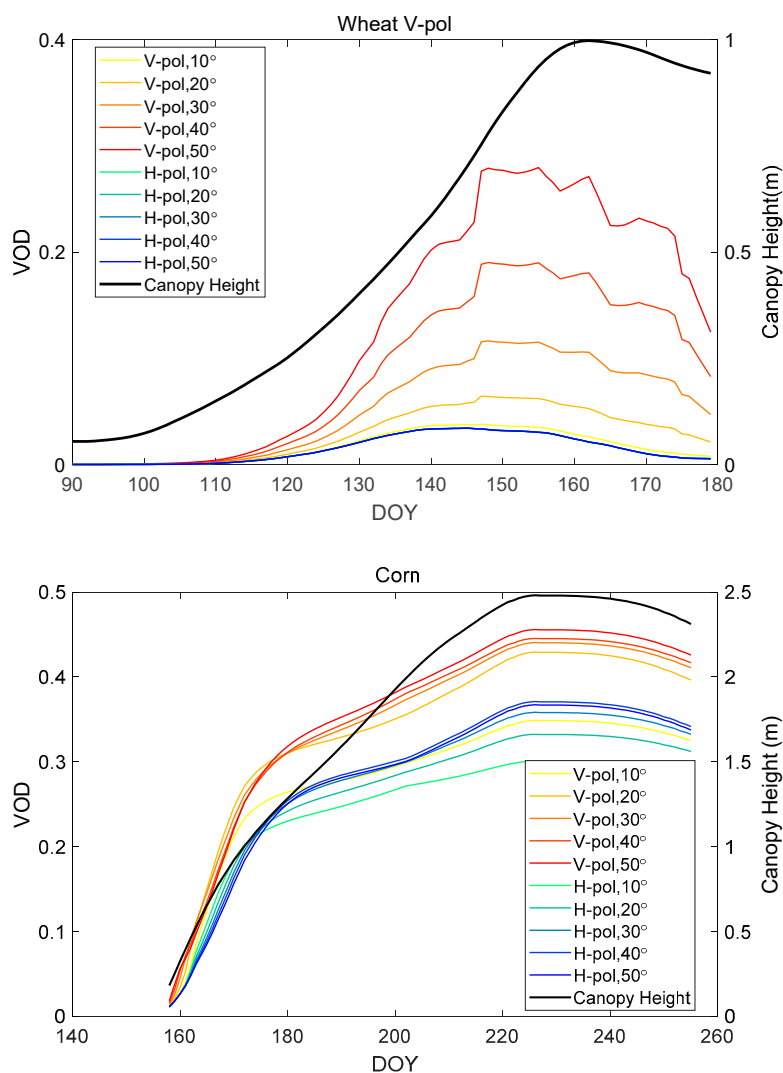 Wheat V-pol
0.4
0.2
0
VOD
V-pol,10°
V-pol,20°
V-pol,30°
V-pol,40°
V-pol,50°
H-pol,10°
H-pol,20°
H-pol,30°
H-pol,40°
H-pol,50°
Canopy Height
1
0.5
0
Canopy Height(m)
90 100 110 120 130 140 150 160 170 180
DOY
Corn
0.5
0.4
0.3
0.2
0.1
0
VOD
2.5
2
1.5
1
0.5
0
Canopy Height (m)
V-pol,10°
V-pol,20°
V-pol,30°
V-pol,40°
V-pol,50°
H-pol,10°
H-pol,20°
H-pol,30°
H-pol,40°
H-pol,50°
Canopy Height
140 160 180 200 220 240 260
DOY